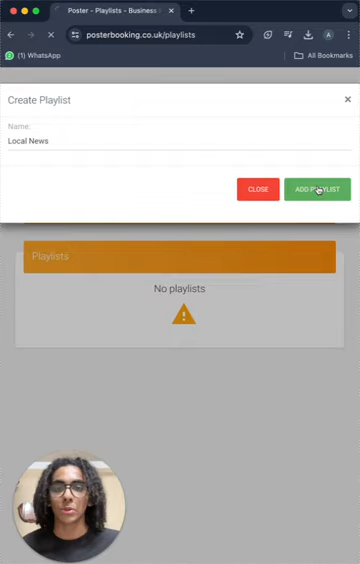 Poster - Playlists - Business
posterbooking.co.uk/playlists
A
WhatsApp
All Bookmarks
Create Playlist
Name:
Local News
CLOSE
ADD PLAYLIST
Playlists
No playlists